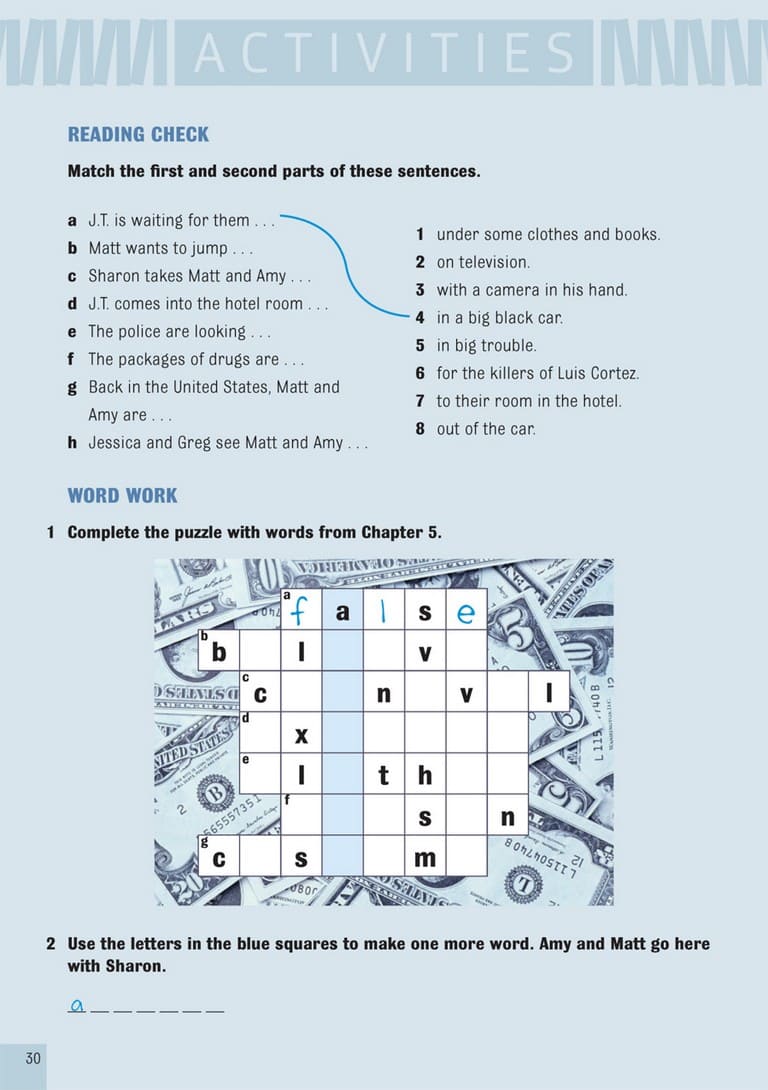 ACTIVITIES
READING CHECK
Match the first and second parts of these sentences.
a J.T. is waiting for them . . .
b Matt wants to jump . . .
c Sharon takes Matt and Amy . . .
d J.T. comes into the hotel room . . .
e The police are looking . . .
f The packages of drugs are . . .
g Back in the United States, Matt and
Amy are . . .
h Jessica and Greg see Matt and Amy . . .
1 under some clothes and books.
2 on television.
3 with a camera in his hand.
4 in a big black car.
5 in big trouble.
6 for the killers of Luis Cortez.
7 to their room in the hotel.
8 out of the car.
WORD WORK
1 Complete the puzzle with words from Chapter 5.
a f a l s e
b b l v
c c n v l
d x
e l t h
f s n
g c s m
2 Use the letters in the blue squares to make one more word. Amy and Matt go here
with Sharon.
a _ _ _ _ _ _
30